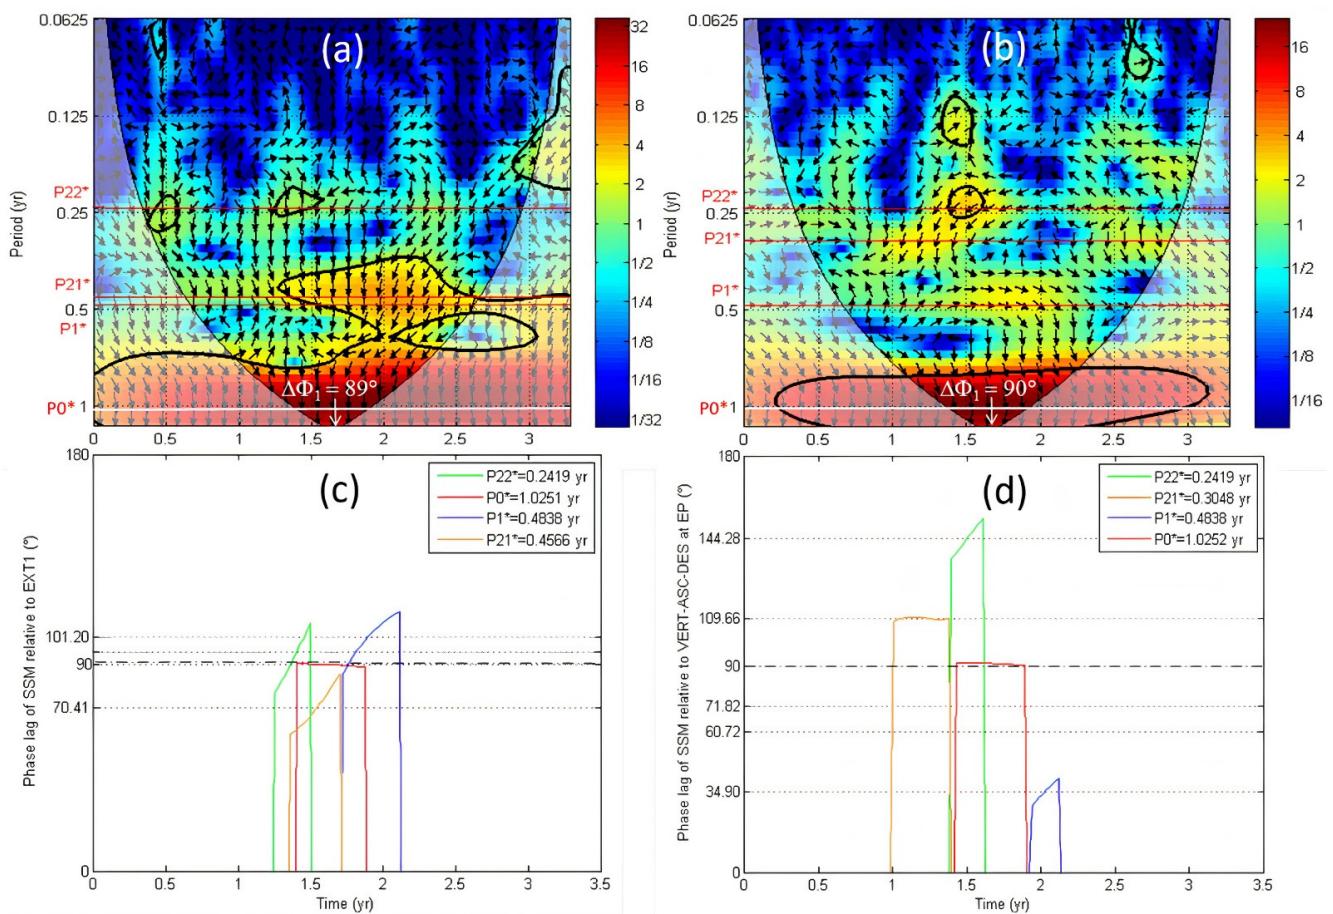 (a)
0.0625
0.125
P22*
0.25
P21*
0.5
P1*
P0* 1
Period (yr)
ΔΦ₁ = 89°
0 0.5 1 1.5 2 2.5 3
32
16
8
4
2
1
1/2
1/4
1/8
1/16
1/32
(b)
0.0625
0.125
P22*
0.25
P21*
P1*
0.5
P0* 1
Period (yr)
ΔΦ₁ = 90°
0 0.5 1 1.5 2 2.5 3
16
8
4
2
1
1/2
1/4
1/8
1/16
(c)
180
101.20
90
70.41
0
Phase lag of SSM relative to EXT1 (°)
P22*=0.2419 yr
P0*=1.0251 yr
P1*=0.4838 yr
P21*=0.4566 yr
0 0.5 1 1.5 2 2.5 3 3.5
Time (yr)
(d)
180
144.28
109.66
90
71.82
60.72
34.90
0
Phase lag of SSM relative to VERT-ASC-DES at EP (°)
P22*=0.2419 yr
P21*=0.3048 yr
P1*=0.4838 yr
P0*=1.0252 yr
0 0.5 1 1.5 2 2.5 3 3.5
Time (yr)